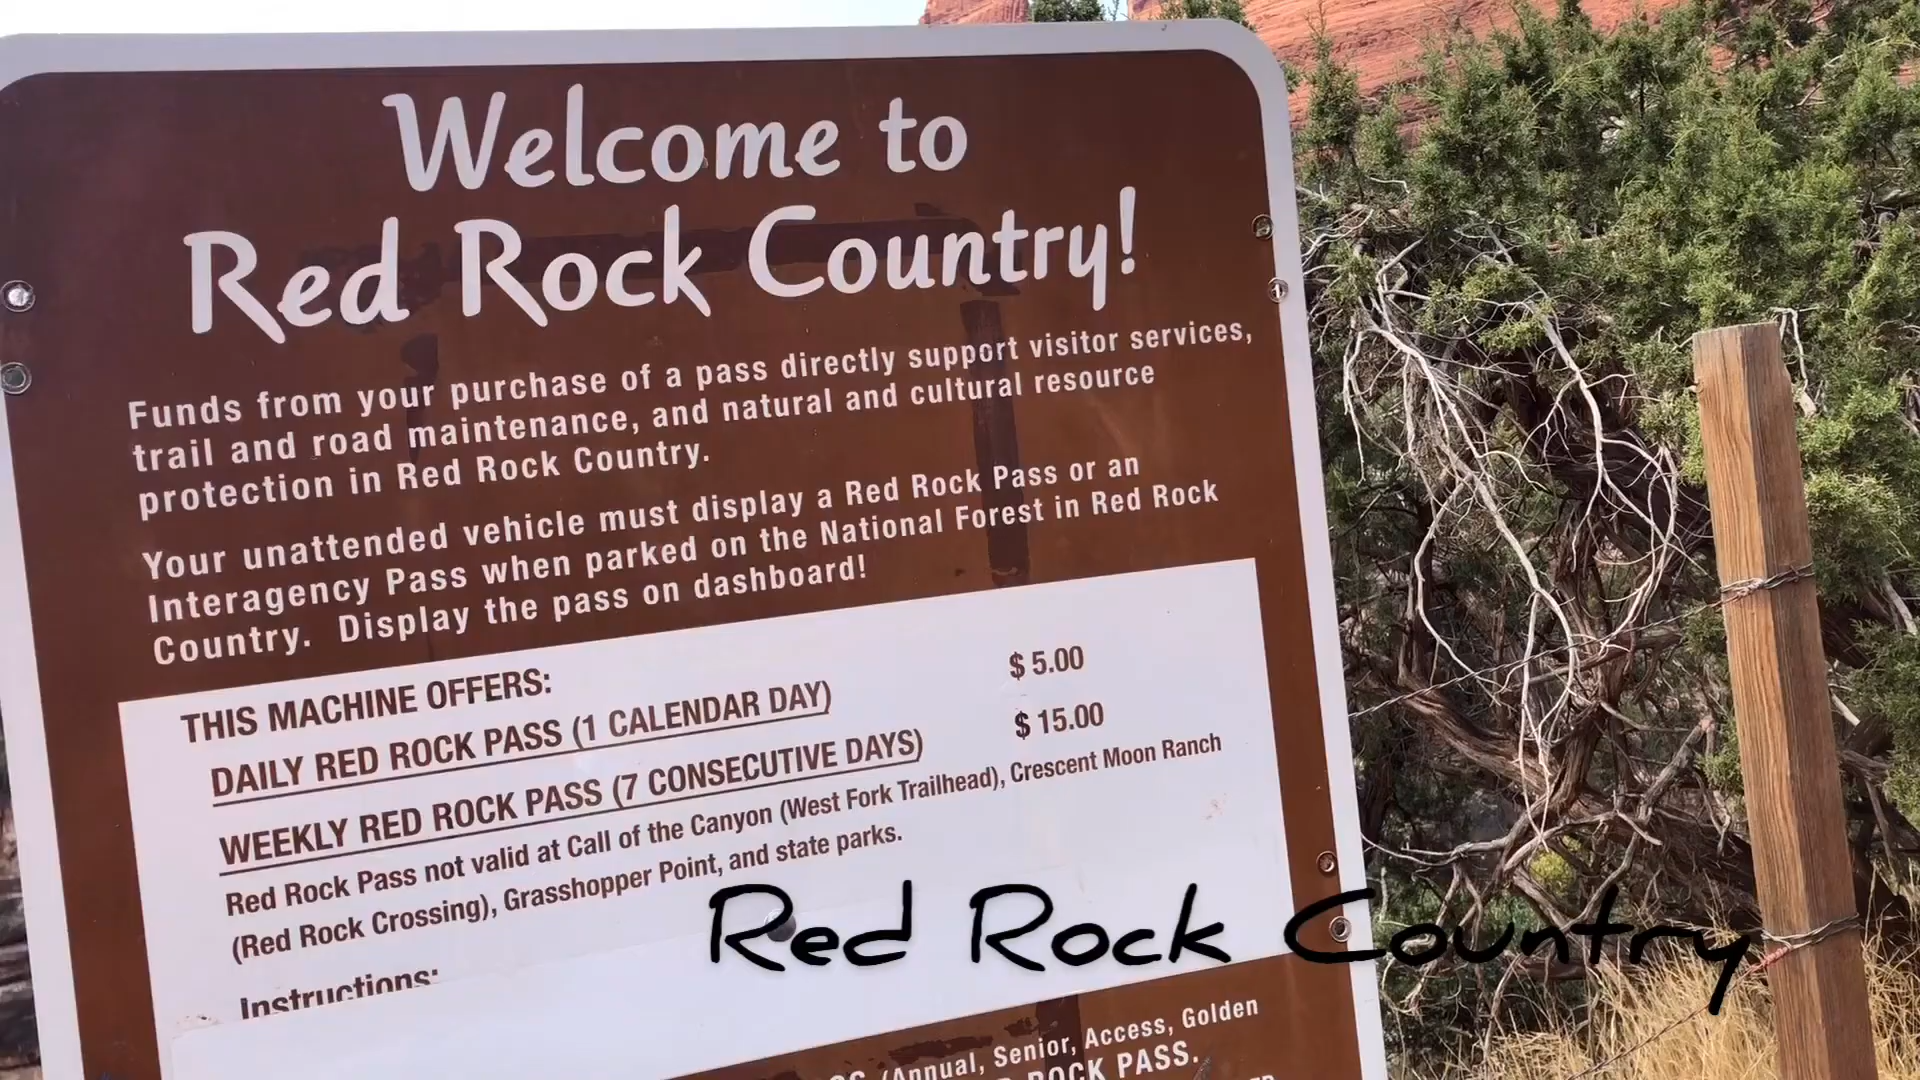 Welcome to
Red Rock Country!
Funds from your purchase of a pass directly support visitor services,
trail and road maintenance, and natural and cultural resource
protection in Red Rock Country.
Your unattended vehicle must display a Red Rock Pass or an
Interagency Pass when parked on the National Forest in Red Rock
Country. Display the pass on dashboard!
THIS MACHINE OFFERS:
DAILY RED ROCK PASS (1 CALENDAR DAY) $ 5.00
WEEKLY RED ROCK PASS (7 CONSECUTIVE DAYS) $ 15.00
Red Rock Pass not valid at Call of the Canyon (West Fork Trailhead), Crescent Moon Ranch
(Red Rock Crossing), Grasshopper Point, and state parks.
Instructions:
Red Rock Country
(Annual, Senior, Access, Golden
ROCK PASS.